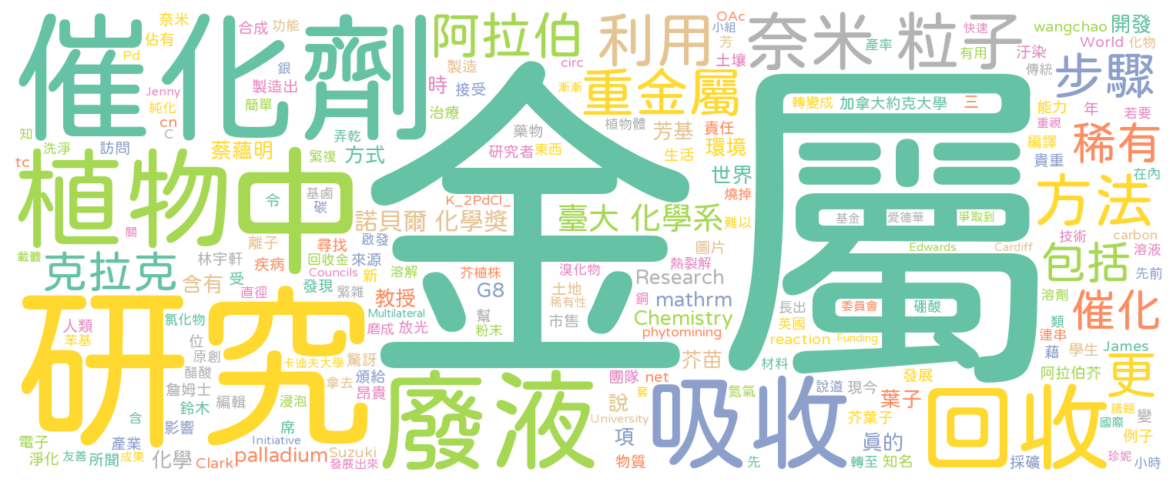 催化劑
金屬
研究
植物中
廢液
吸收
回收
奈米 粒子
阿拉伯
利用
重金屬
步驟
稀有
方法
包括
催化
更
克拉克
臺大 化學系
諾貝爾 化學獎
蔡蘊明
方式
環境
世界
芳基
開發
教授
含有
G8
mathrm
Research
Chemistry
palladium
葉子
化學
芥苗
說
項
時
奈米
佔有
Pd
合成
功能
銀
製造出
簡單
Jenny
純化
cn
C
知
洗淨
訪問
tc
弄乾
繁複
基鹵
碳
令
關
載體
製造
circ
接受
治療
藥物
植物體
研究者
東西
K_2PdCl_
燒掉
難以
OAc
小組
芳
土壤
產率
有用
快速
wangchao
World
化物
汙染
傳統
漸漸
轉變成
加拿大約克大學
三
能力
年
若要
重視
編譯
貴重
在內
責任
生活
基金
愛德華
爭取到
Edwards
Cardiff
技術
carbon
溶液
先前
溶劑
類
連串
James
藉
學生
阿拉伯芥
委員會
硼酸
英國
Funding
reaction
材料
發展
說道
現今
芥葉子
變
議題
國際
例子
珍妮
小時
採礦
知名
轉至
眞的
先
氮氣
套
University
物質
團隊
net
phytomining
銅
市售
幫
熱裂解
圖片
溴化物
土地
稀有性
芥植株
溶解
回收金
啟發
來源
尋找
離子
林宇軒
疾病
受
發現
Councils
繁雜
新
直徑
Multilateral
磨成
放光
粉末
長出
人類
苯基
氯化物
位
原創
醋酸
卡迪夫大學
驚訝
頒給
昂貴
拿去
詹姆士
編輯
浸泡
鈴木
影響
含
席
Initiative
Suzuki
發展出來
Clark
電子
產業
淨化
友善
成果
所聞